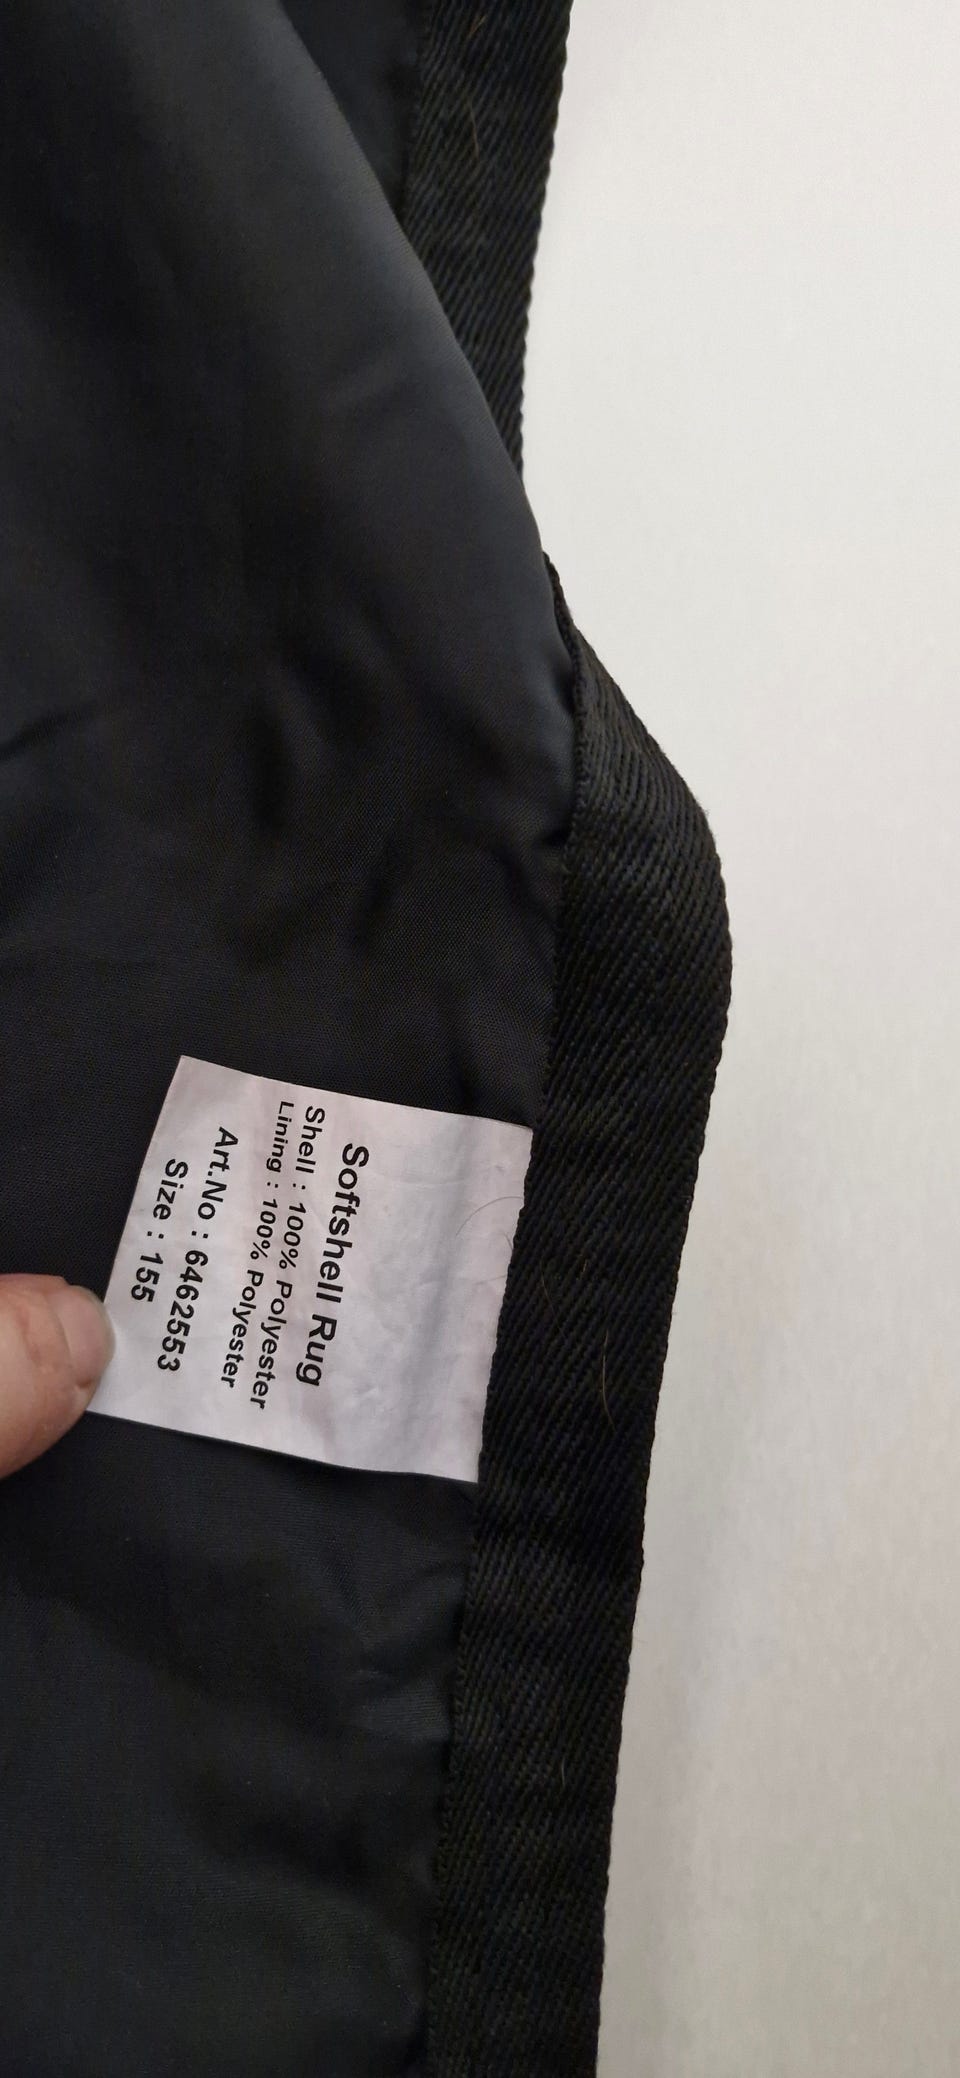 Softshell Rug
Shell : 100% Polyester
Lining : 100% Polyester
Art.No : 6462553
Size : 155